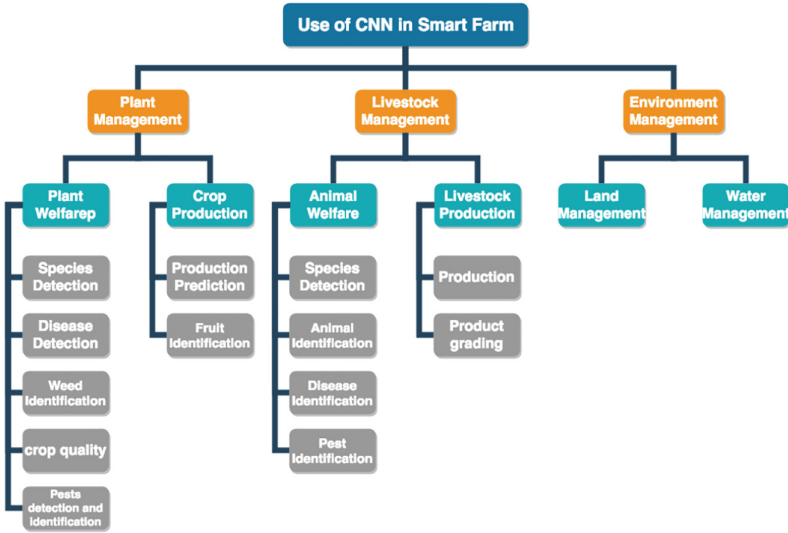 Use of CNN in Smart Farm
Plant
Management
Livestock
Management
Environment
Management
Plant
Welfarep
Crop
Production
Animal
Welfare
Livestock
Production
Land
Management
Water
Management
Species
Detection
Production
Prediction
Species
Detection
Production
Disease
Detection
Fruit
Identification
Animal
Identification
Product
grading
Weed
Identification
Disease
Identification
crop quality
Pest
Identification
Pests
detection and
identification